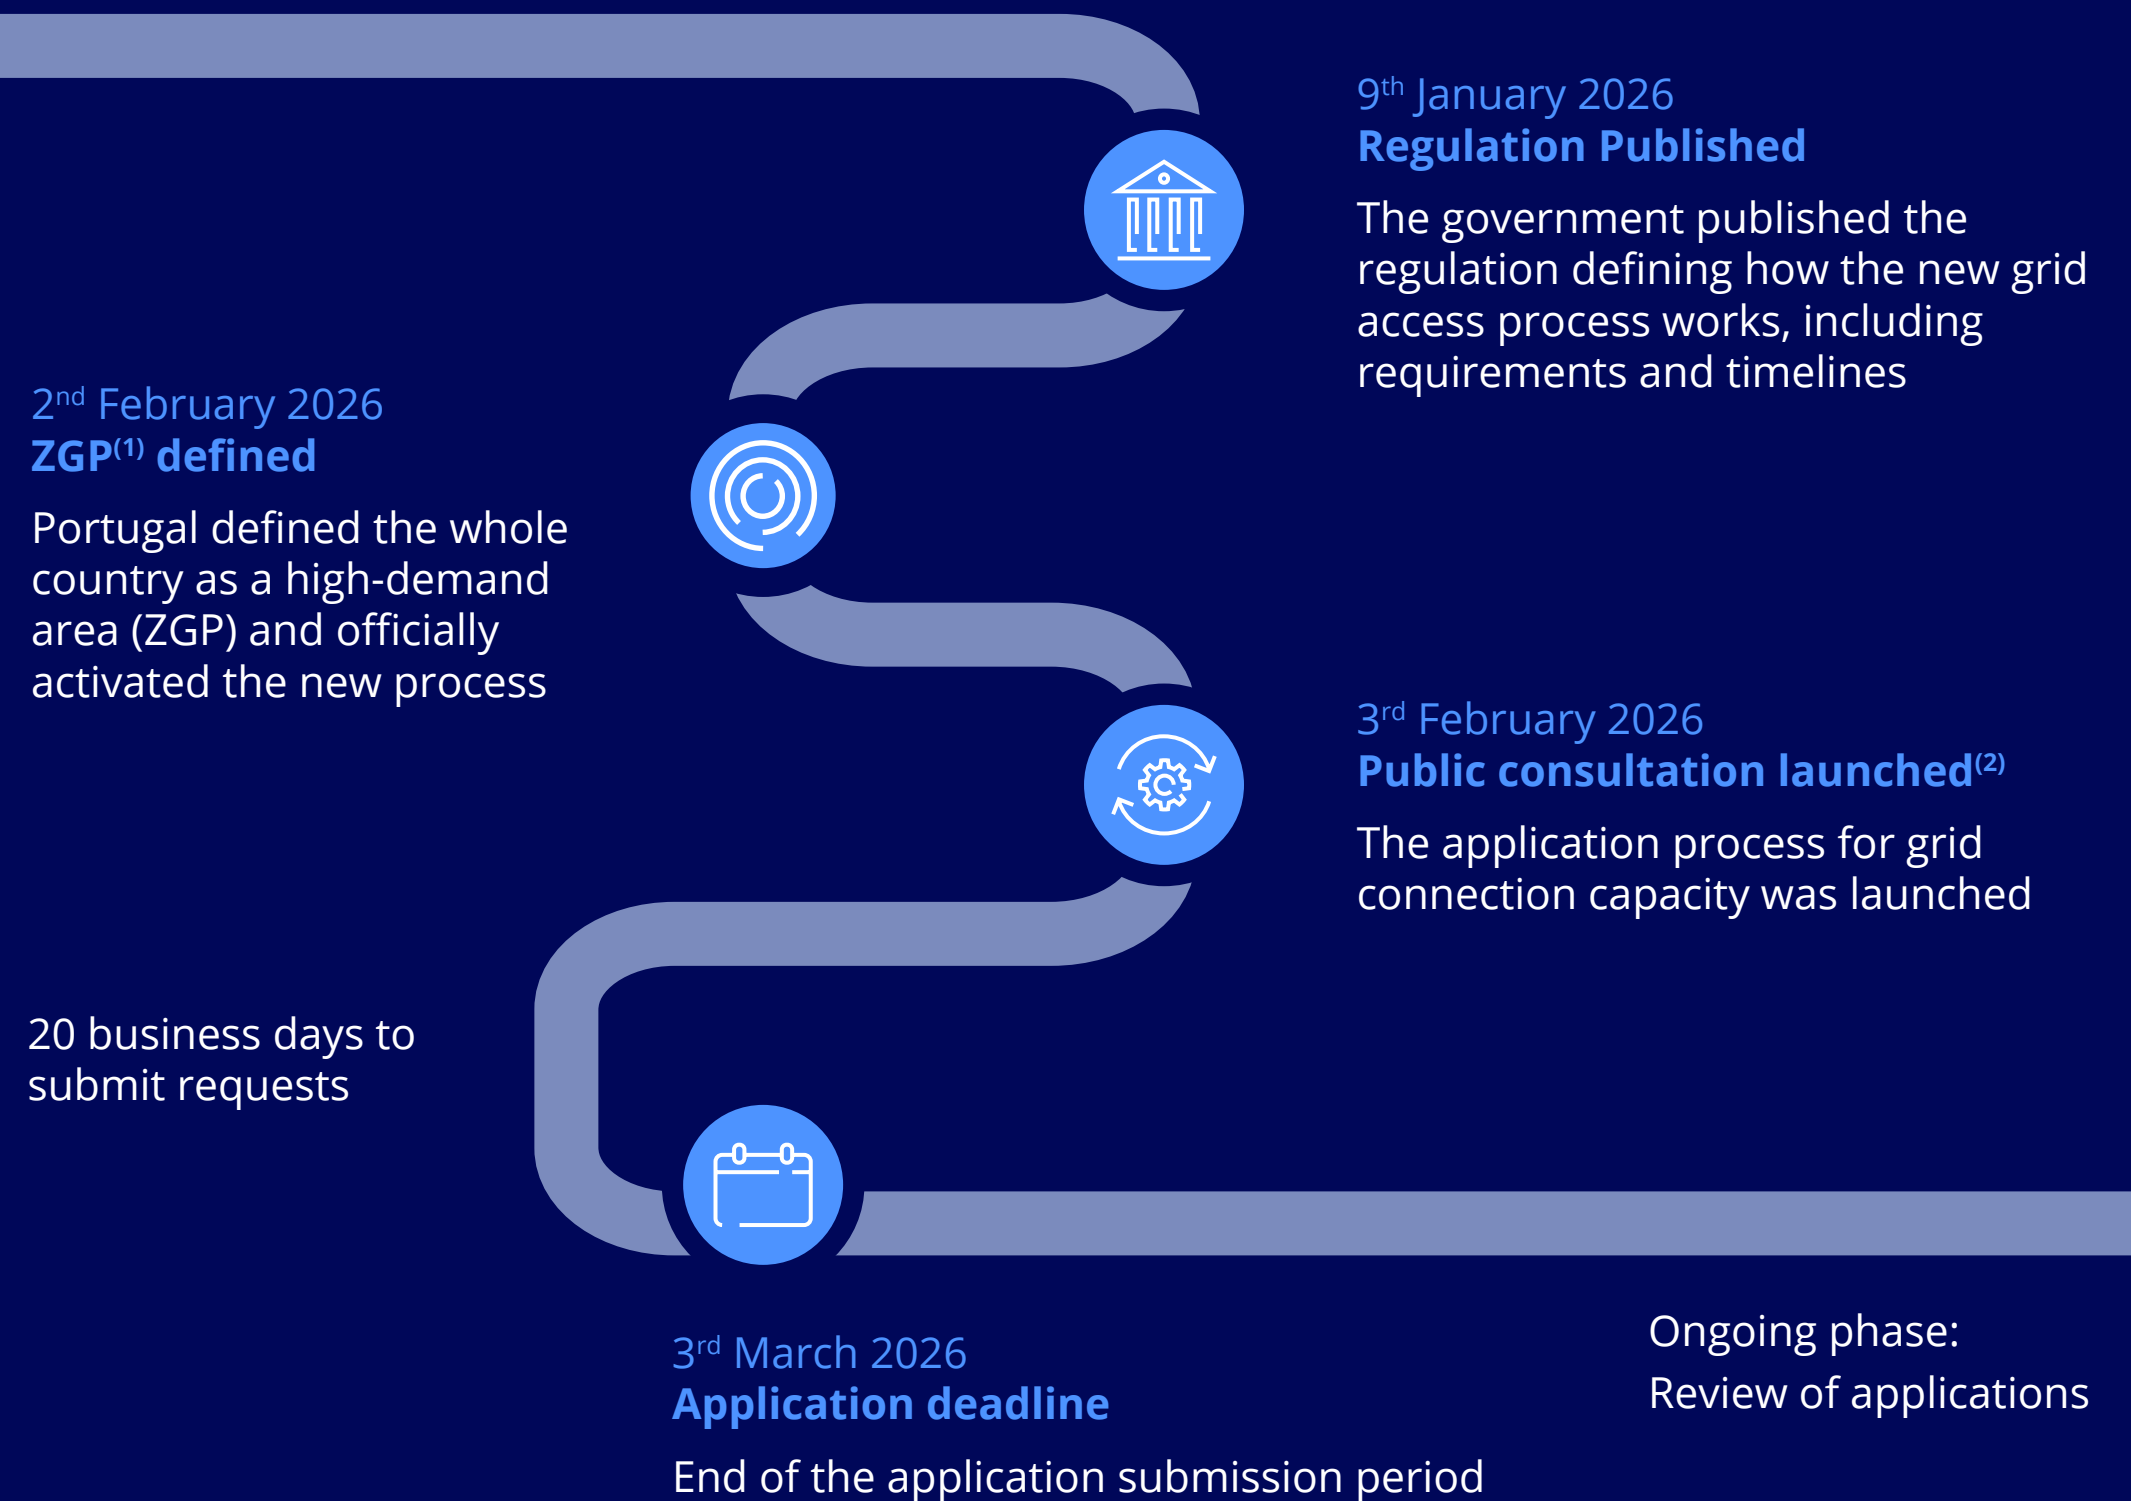 9th January 2026
Regulation Published
The government published the
regulation defining how the new grid
access process works, including
requirements and timelines
2nd February 2026
ZGP(1) defined
Portugal defined the whole
country as a high-demand
area (ZGP) and officially
activated the new process
3rd February 2026
Public consultation launched(2)
The application process for grid
connection capacity was launched
20 business days to
submit requests
3rd March 2026
Application deadline
End of the application submission period
Ongoing phase:
Review of applications